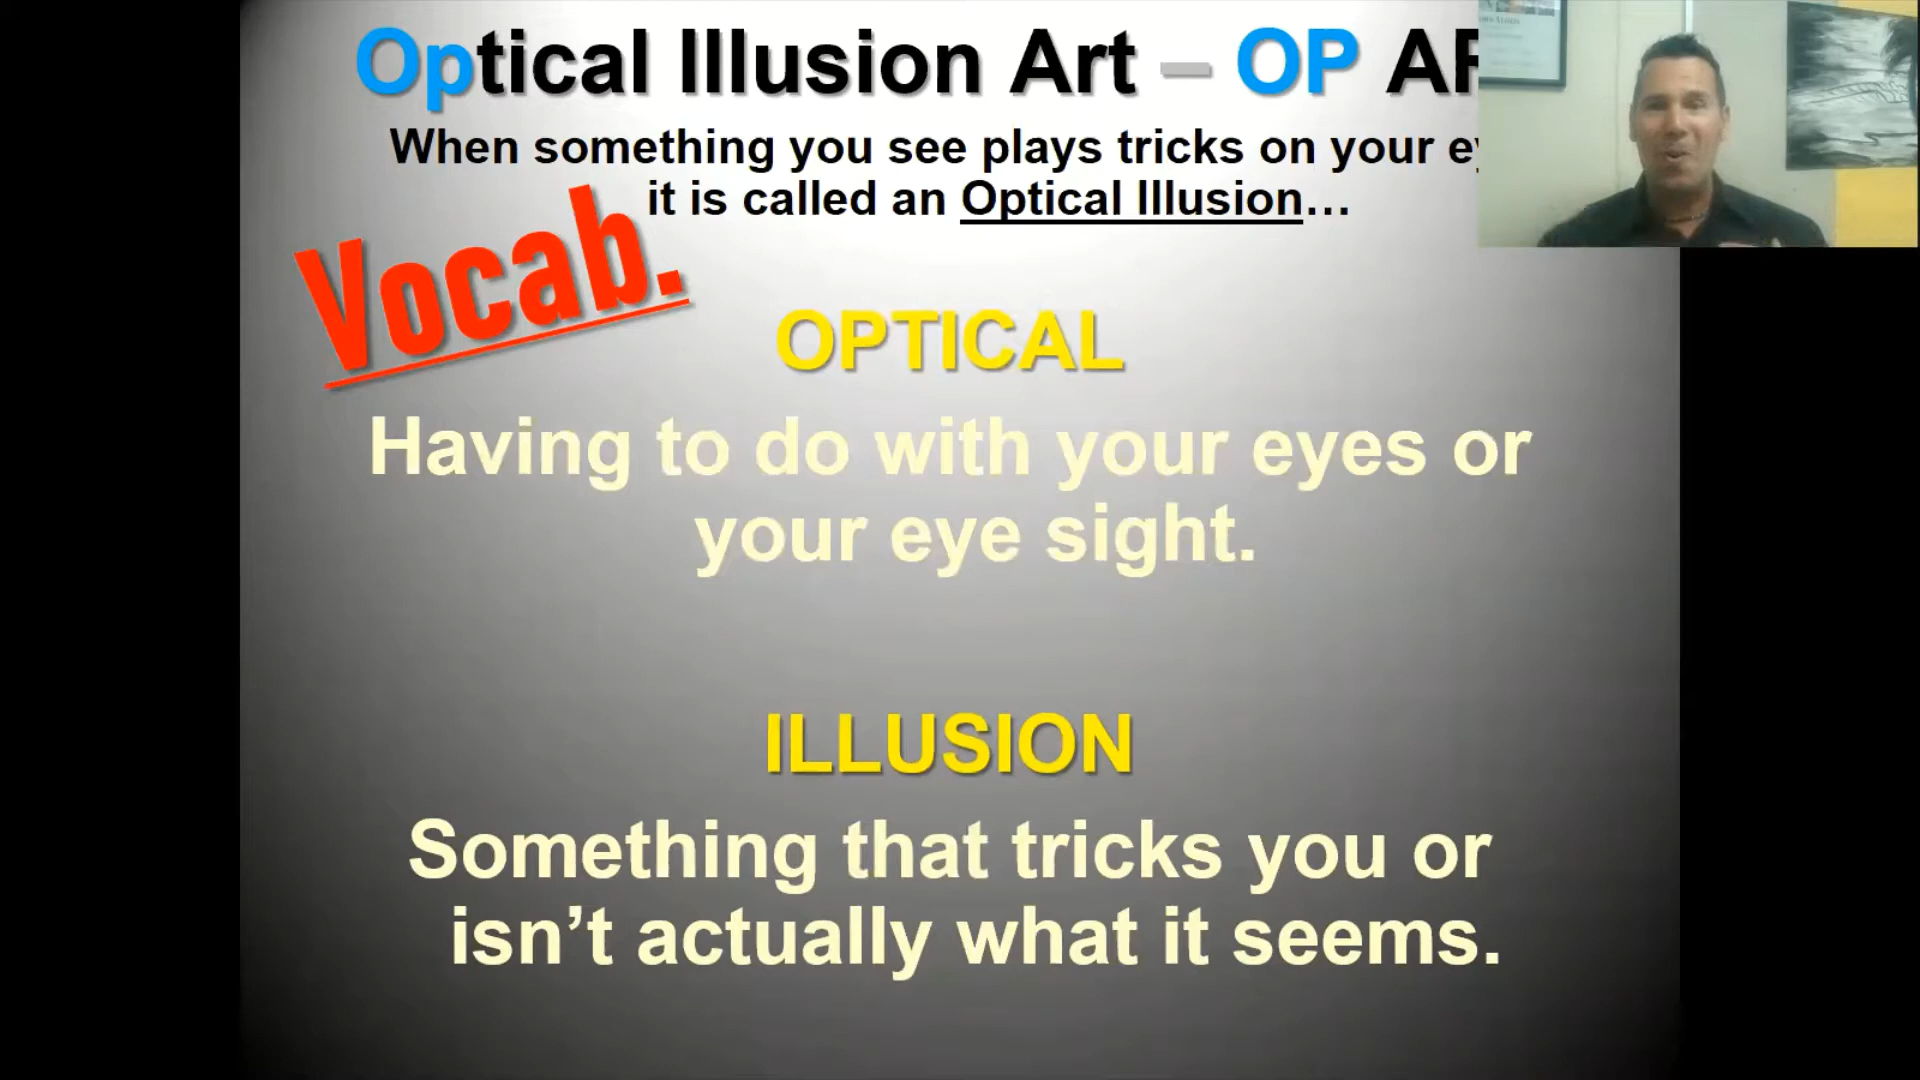 Optical Illusion Art – OP
When something you see plays tricks on your
it is called an Optical Illusion...
Vocab.
OPTICAL
Having to do with your eyes or
your eye sight.
ILLUSION
Something that tricks you or
isn’t actually what it seems.